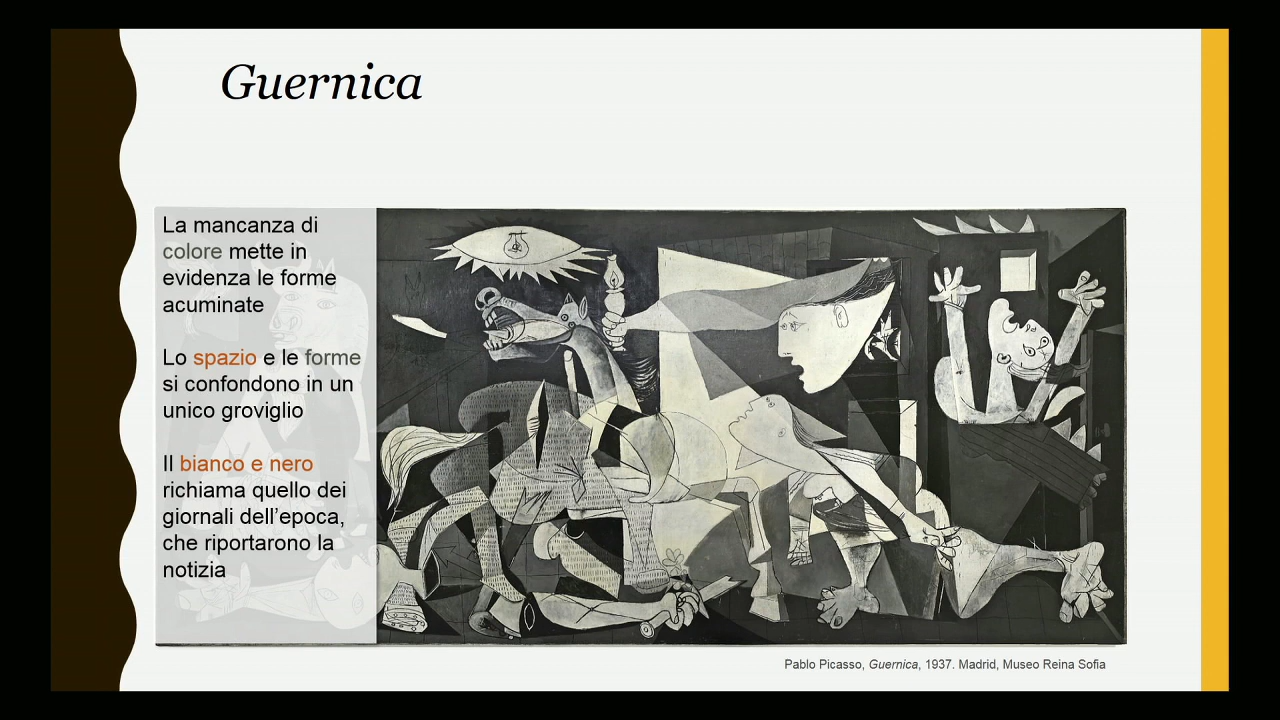 Guernica
La mancanza di
colore mette in
evidenza le forme
acuminate
Lo spazio e le forme
si confondono in un
unico groviglio
Il bianco e nero
richiama quello dei
giornali dell’epoca,
che riportarono la
notizia
Pablo Picasso, Guernica, 1937. Madrid, Museo Reina Sofia